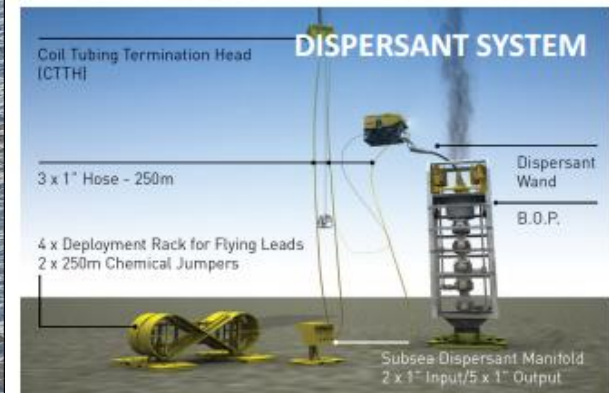 DISPERSANT SYSTEM
Coil Tubing Termination Head
(CTTH)
3 x 1" Hose - 250m
Dispersant
Wand
B.O.P.
4 x Deployment Rack for Flying Leads
2 x 250m Chemical Jumpers
Subsea Dispersant Manifold
2 x 1" Input/5 x 1" Output